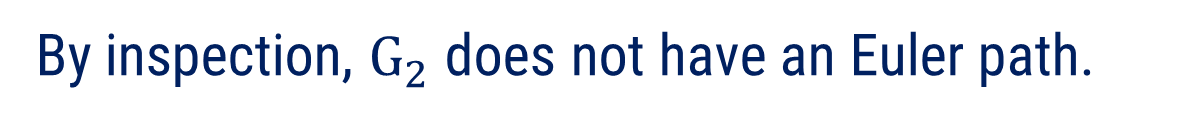 By inspection, G₂ does not have an Euler path.